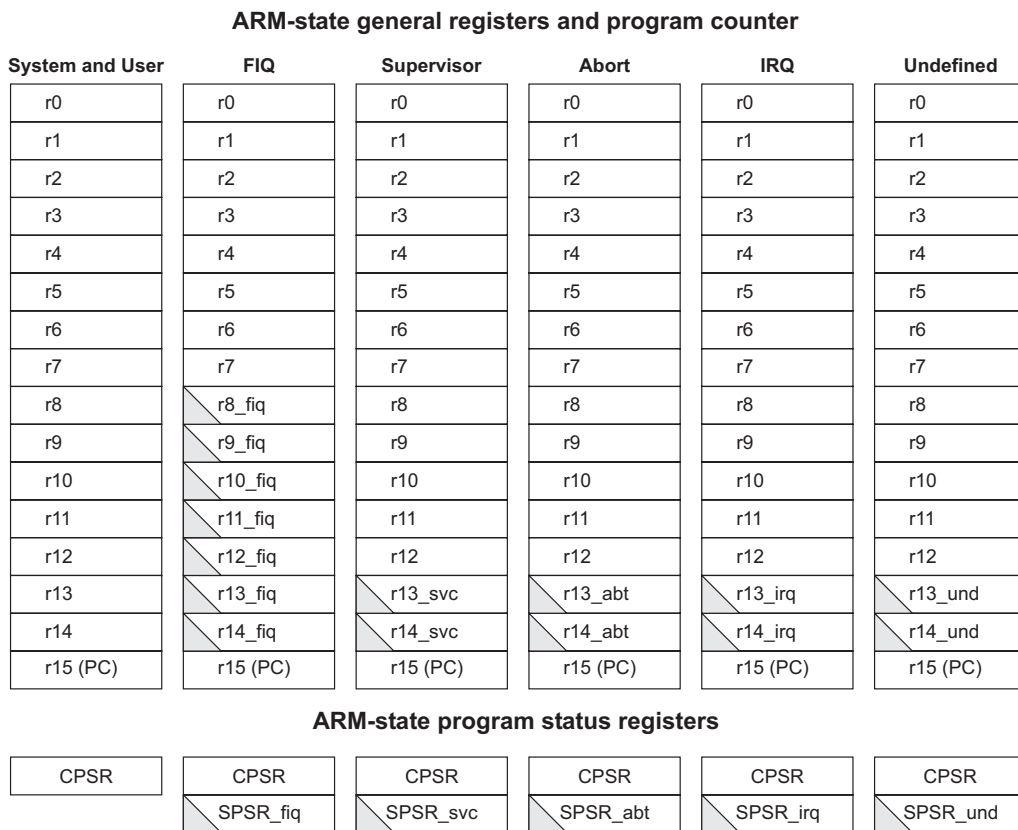 ARM-state general registers and program counter
System and User FIQ Supervisor Abort IRQ Undefined
r0 r0 r0 r0 r0 r0
r1 r1 r1 r1 r1 r1
r2 r2 r2 r2 r2 r2
r3 r3 r3 r3 r3 r3
r4 r4 r4 r4 r4 r4
r5 r5 r5 r5 r5 r5
r6 r6 r6 r6 r6 r6
r7 r7 r7 r7 r7 r7
r8 r8_fiq r8 r8 r8 r8
r9 r9_fiq r9 r9 r9 r9
r10 r10_fiq r10 r10 r10 r10
r11 r11_fiq r11 r11 r11 r11
r12 r12_fiq r12 r12 r12 r12
r13 r13_fiq r13_svc r13_abt r13_irq r13_und
r14 r14_fiq r14_svc r14_abt r14_irq r14_und
r15 (PC) r15 (PC) r15 (PC) r15 (PC) r15 (PC) r15 (PC)
ARM-state program status registers
CPSR CPSR CPSR CPSR CPSR CPSR
SPSR_fiq SPSR_svc SPSR_abt SPSR_irq SPSR_und